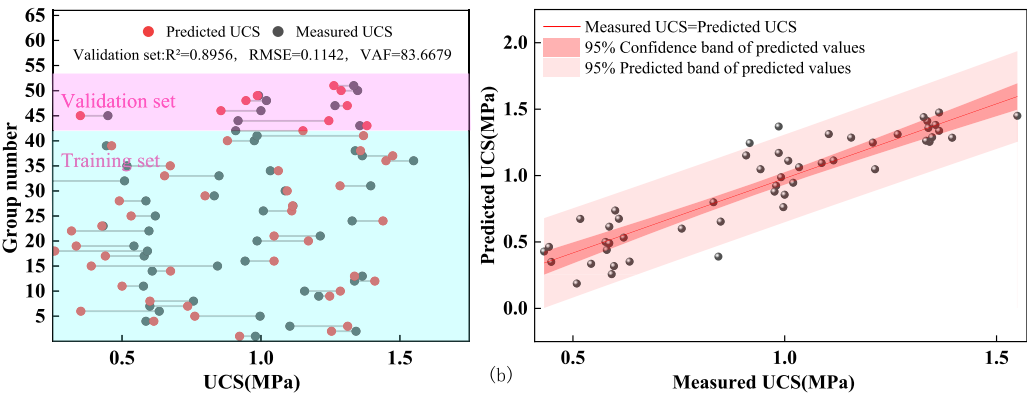 Predicted UCS Measured UCS
Validation set:R²=0.8956, RMSE=0.1142, VAF=83.6679
Validation set
Training set
65
60
55
50
45
40
35
30
25
20
15
10
5
Group number
0.5 1.0 1.5
UCS(MPa)
(b)
Measured UCS=Predicted UCS
95% Confidence band of predicted values
95% Predicted band of predicted values
2.0
1.5
1.0
0.5
0.0
Predicted UCS(MPa)
0.5 1.0 1.5
Measured UCS(MPa)